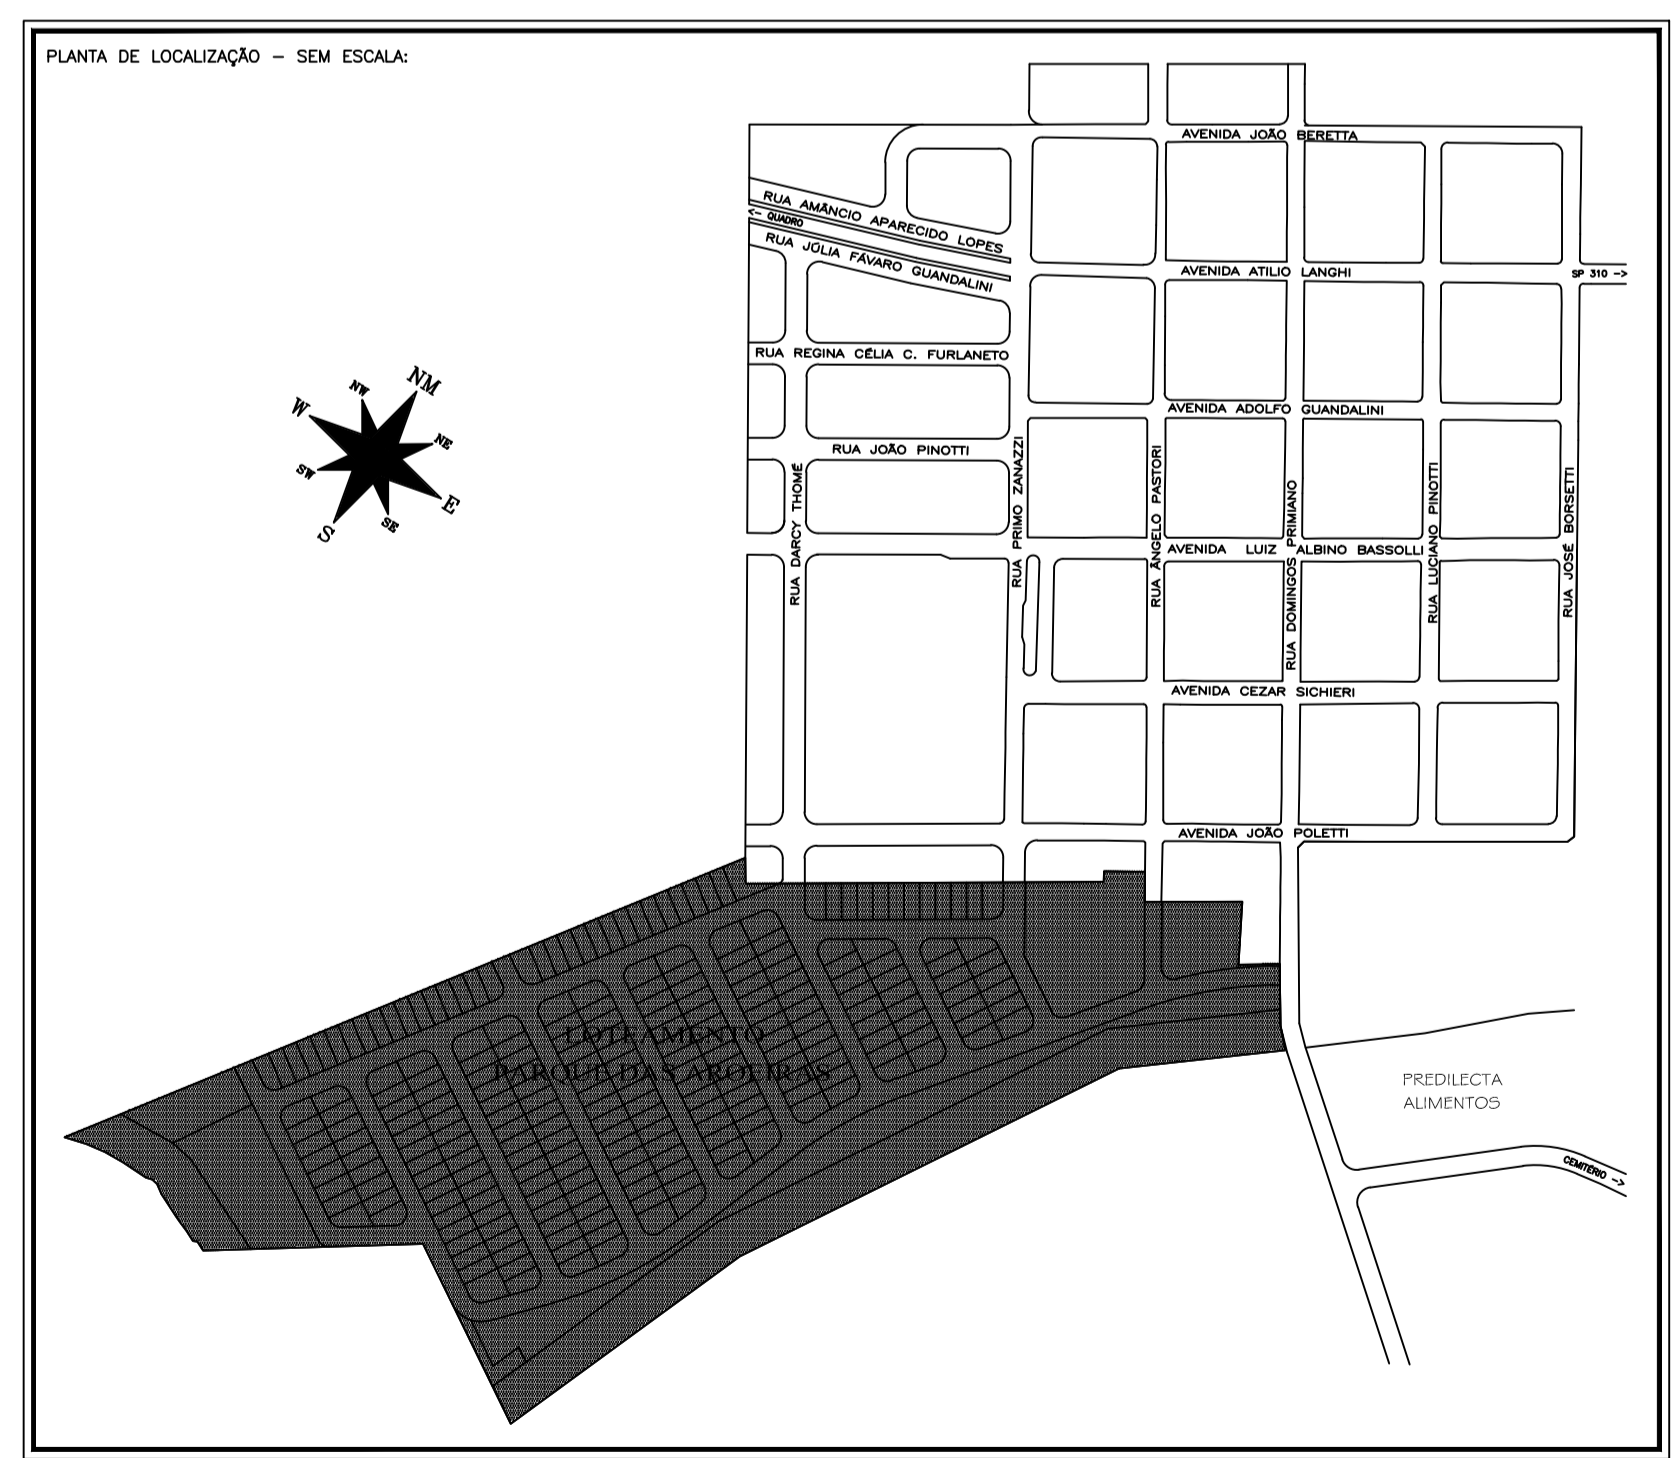 PLANTA DE LOCALIZAÇÃO – SEM ESCALA:
AVENIDA JOÃO BERETTA
RUA AMÂNCIO APARECIDO LOPES
<- QUADRO
RUA JÚLIA FÁVARO GUANDALINI
AVENIDA ATILIO LANGHI
SP 310 ->
RUA REGINA CÉLIA C. FURLANETO
AVENIDA ADOLFO GUANDALINI
RUA JOÃO PINOTTI
NM
NW
W
NE
SW
E
SE
S
RUA DARCY THOMÉ
RUA PRIMO ZANAZZI
RUA ÂNGELO PASTORI
RUA DOMINGOS PRIMIANO
RUA LUCIANO PINOTTI
RUA JOSÉ BORSETTI
AVENIDA LUIZ ALBINO BASSOLLI
AVENIDA CEZAR SICHIERI
AVENIDA JOÃO POLETTI
LOTEAMENTO
PARQUE DAS AROEIRAS
PREDILECTA
ALIMENTOS
CEMITÉRIO ->